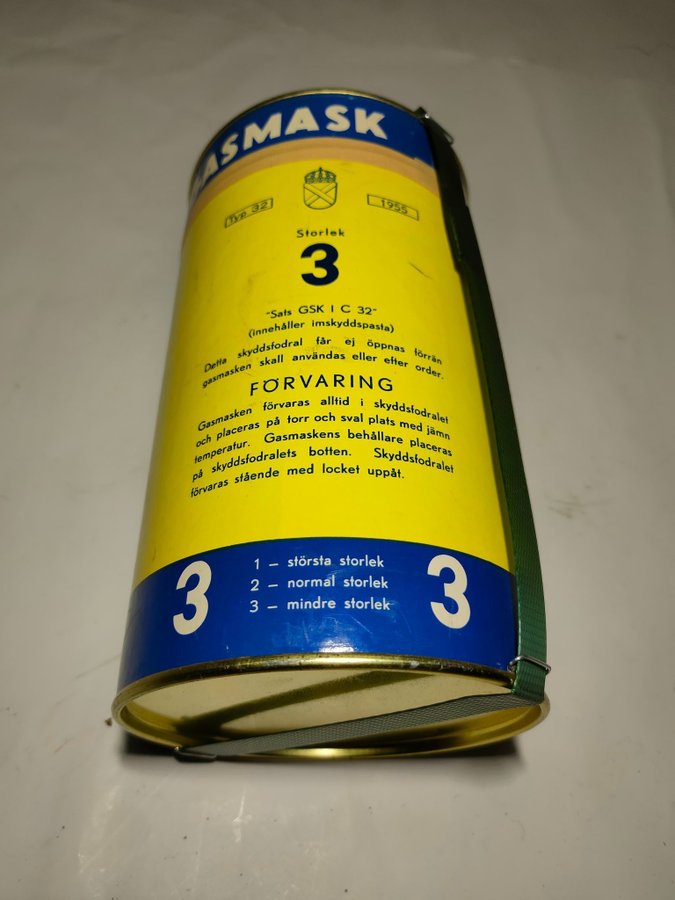 GASMASK
Typ 32 1955
Storlek
3
"Sats GSK I C 32"
(innehåller imskyddspasta)
Detta skyddsfodral får ej öppnas förrän
gasmasken skall användas eller efter order.
FÖRVARING
Gasmasken förvaras alltid i skyddsfodralet
och placeras på torr och sval plats med jämn
temperatur. Gasmaskens behållare placeras
på skyddsfodralets botten. Skyddsfodralet
förvaras stående med locket uppåt.
3
1 – största storlek
2 – normal storlek
3 – mindre storlek
3